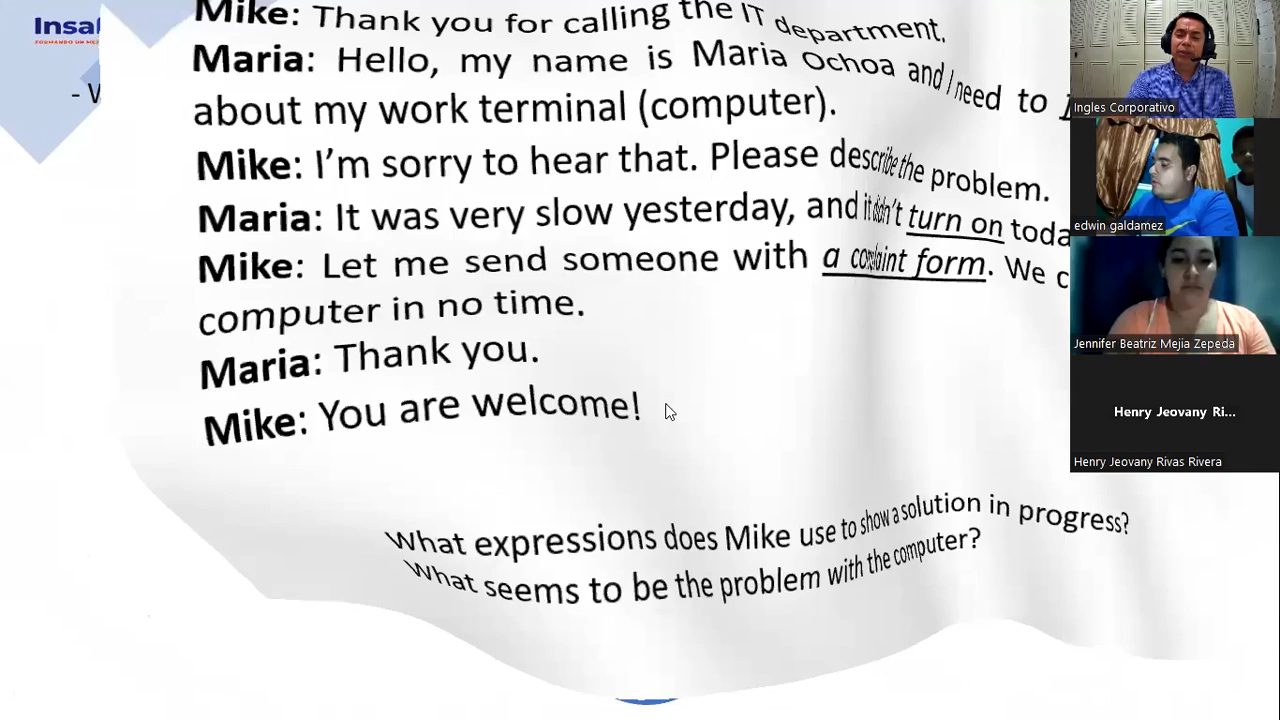 Mike: Thank you for calling the IT department.
Maria: Hello, my name is Maria Ochoa and I need to
about my work terminal (computer).
Mike: I'm sorry to hear that. Please describe the problem.
Maria: It was very slow yesterday, and it didn't turn on toda
Mike: Let me send someone with a complaint form. We c
computer in no time.
Maria: Thank you.
Mike: You are welcome!
What expressions does Mike use to show a solution in progress?
What seems to be the problem with the computer?
Ingles Corporativo
edwin galdamez
Jennifer Beatriz Mejia Zepeda
Henry Jeovany Ri...
Henry Jeovany Rivas Rivera